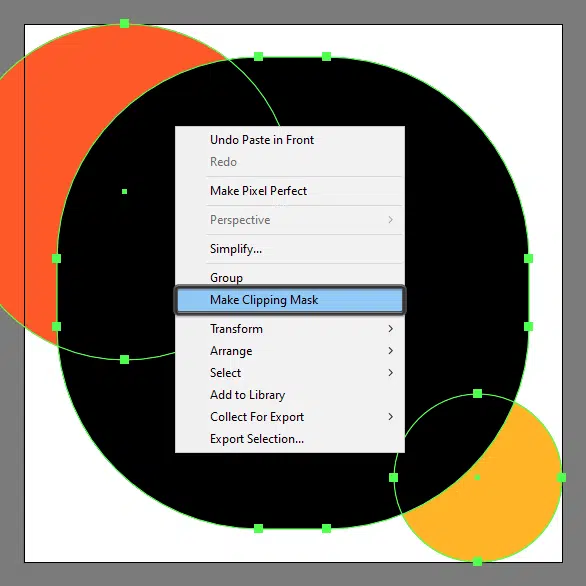 Undo Paste in Front
Redo
Make Pixel Perfect
Perspective
Simplify...
Group
Make Clipping Mask
Transform
Arrange
Select
Add to Library
Collect For Export
Export Selection...